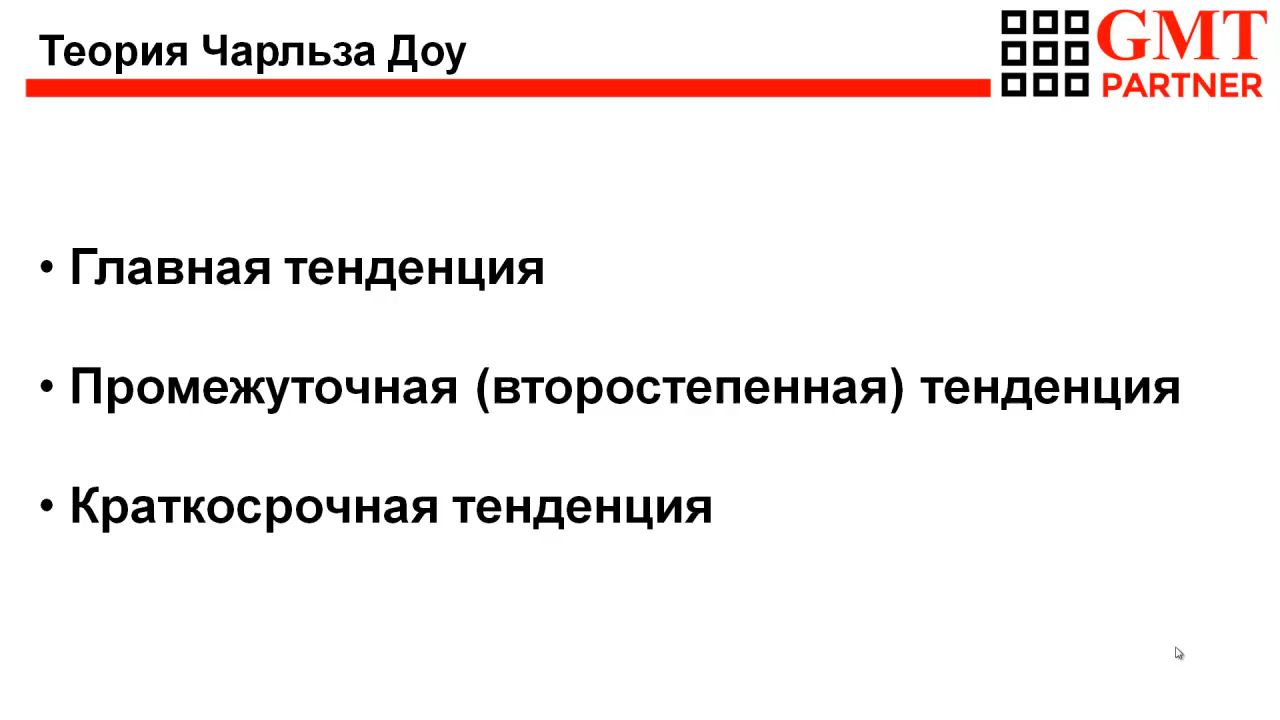 Теория Чарльза Доу
GMT
PARTNER
• Главная тенденция
• Промежуточная (второстепенная) тенденция
• Краткосрочная тенденция